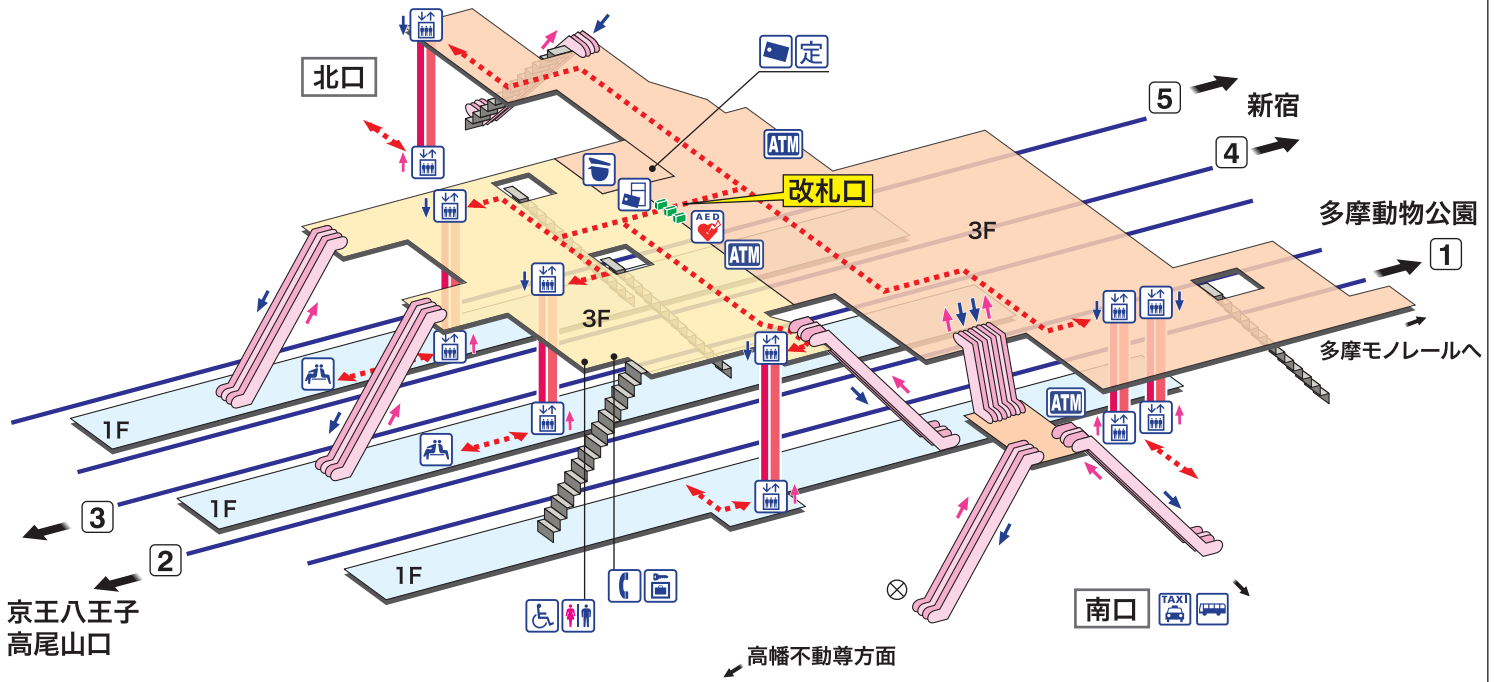 北口
定
ATM
5
新宿
4
改札口
多摩動物公園
AED
3F
1
ATM
3F
多摩モノレールへ
ATM
1F
1F
3
2
1F
京王八王子
高尾山口
TAXI
南口
高幡不動尊方面